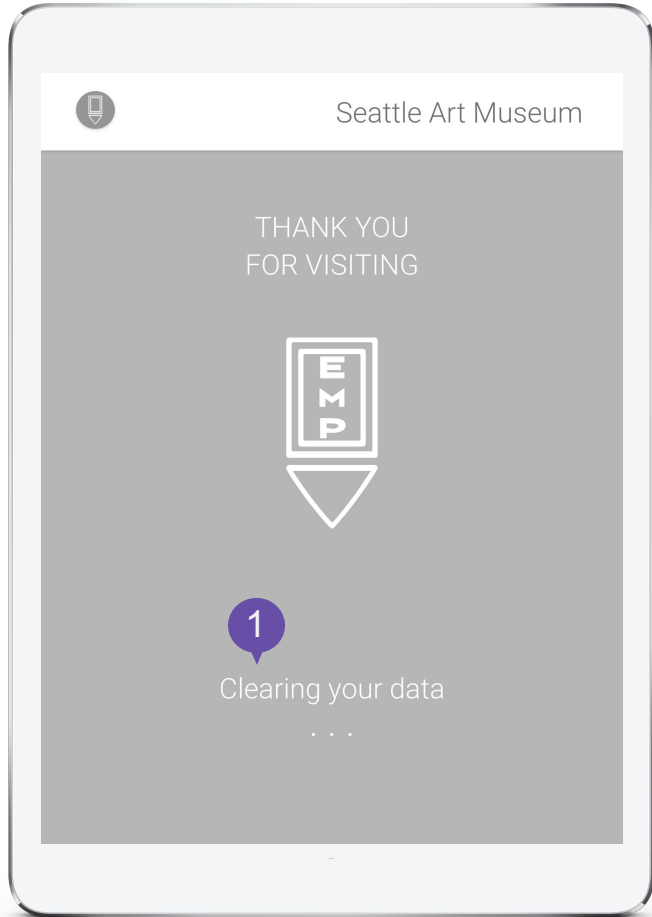 Seattle Art Museum
THANK YOU
FOR VISITING
E
M
P
1
Clearing your data
. . .